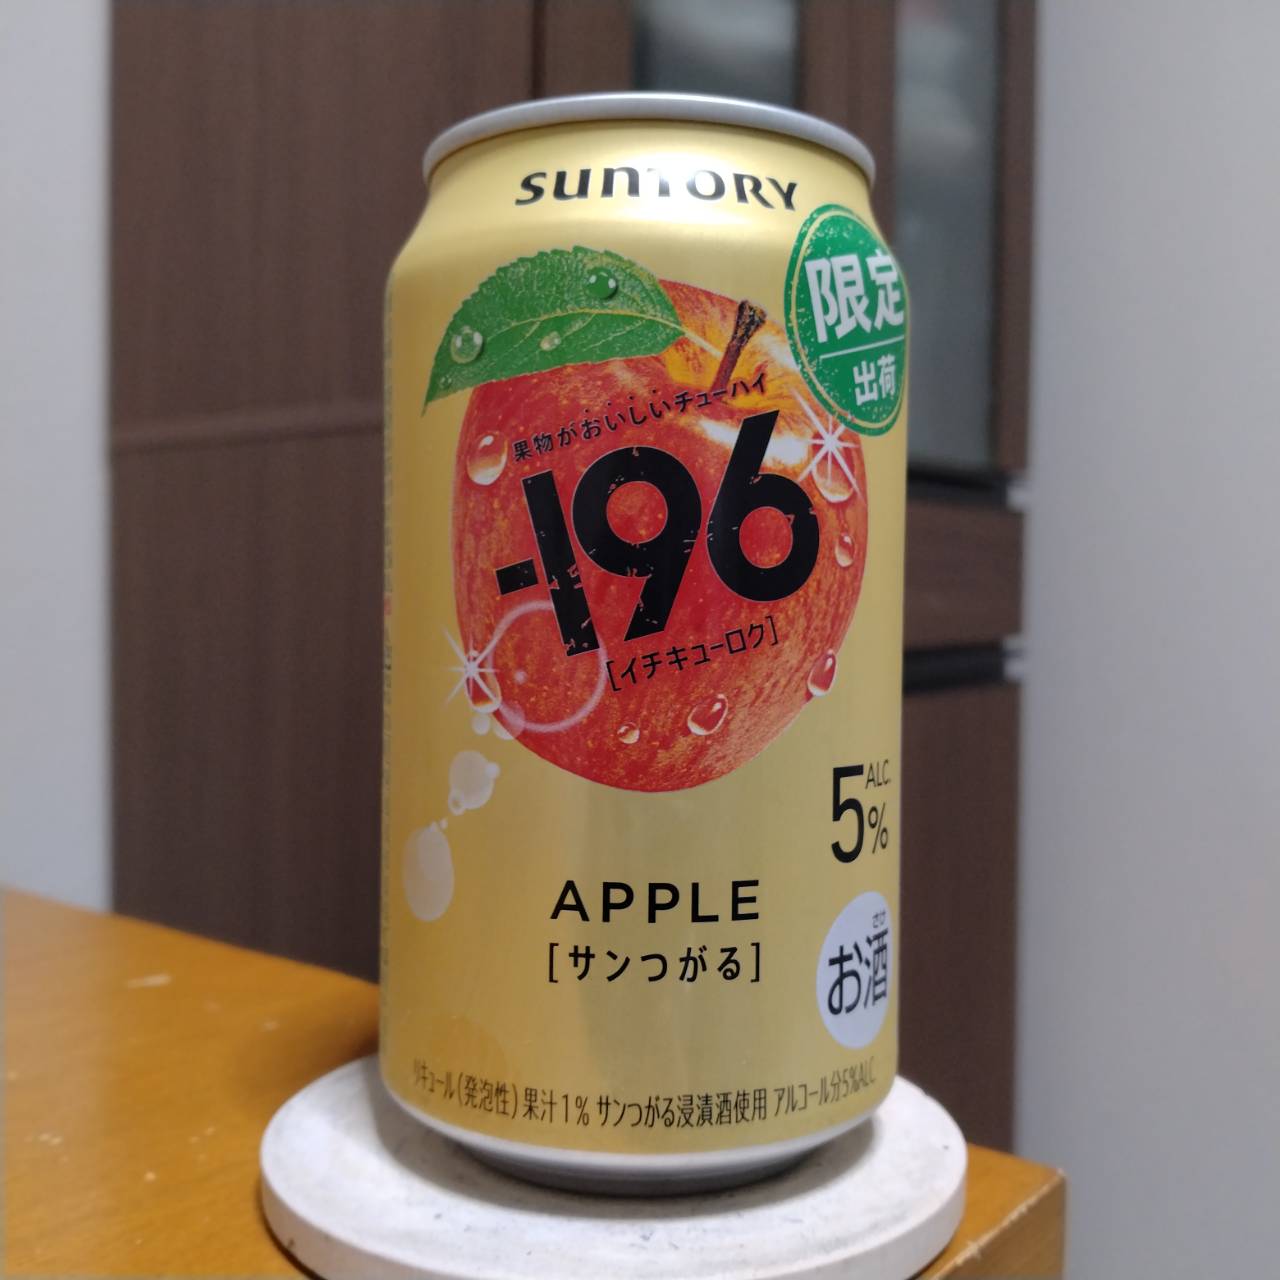 SUNTORY
限定
出荷
果物がおいしいチューハイ
-196
[イチキューロク]
ALC.
5%
APPLE
[サンつがる]
さけ
お酒
リキュール(発泡性)果汁1% サンつがる浸漬酒使用 アルコール分5%ALC